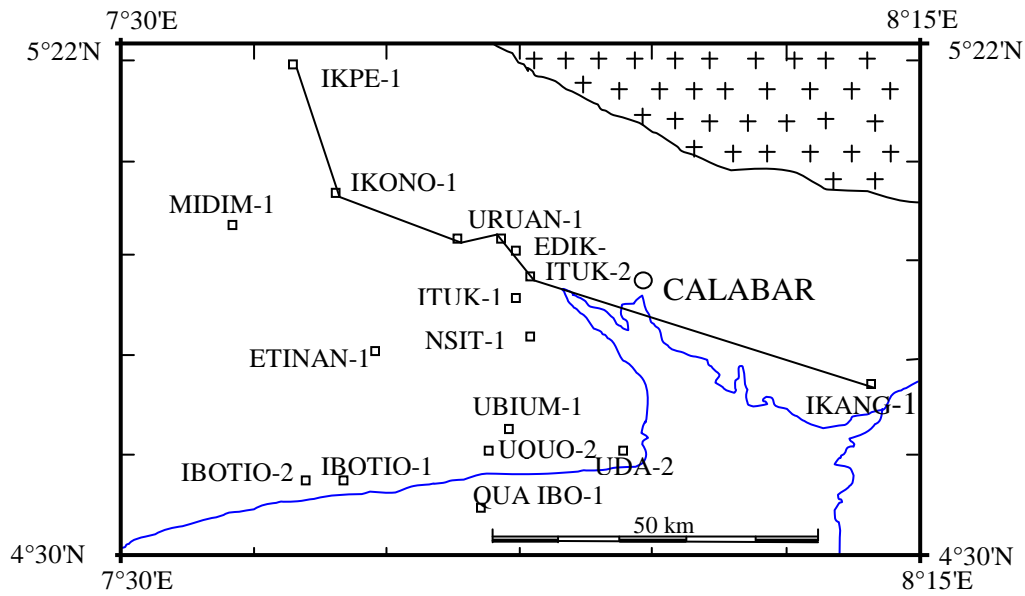 7°30'E
8°15'E
5°22'N
5°22'N
IKPE-1
IKONO-1
MIDIM-1
URUAN-1
EDIK-
ITUK-2
CALABAR
ITUK-1
NSIT-1
ETINAN-1
IKANG-1
UBIUM-1
UOUO-2
UDA-2
IBOTIO-2
IBOTIO-1
QUA IBO-1
50 km
4°30'N
4°30'N
7°30'E
8°15'E